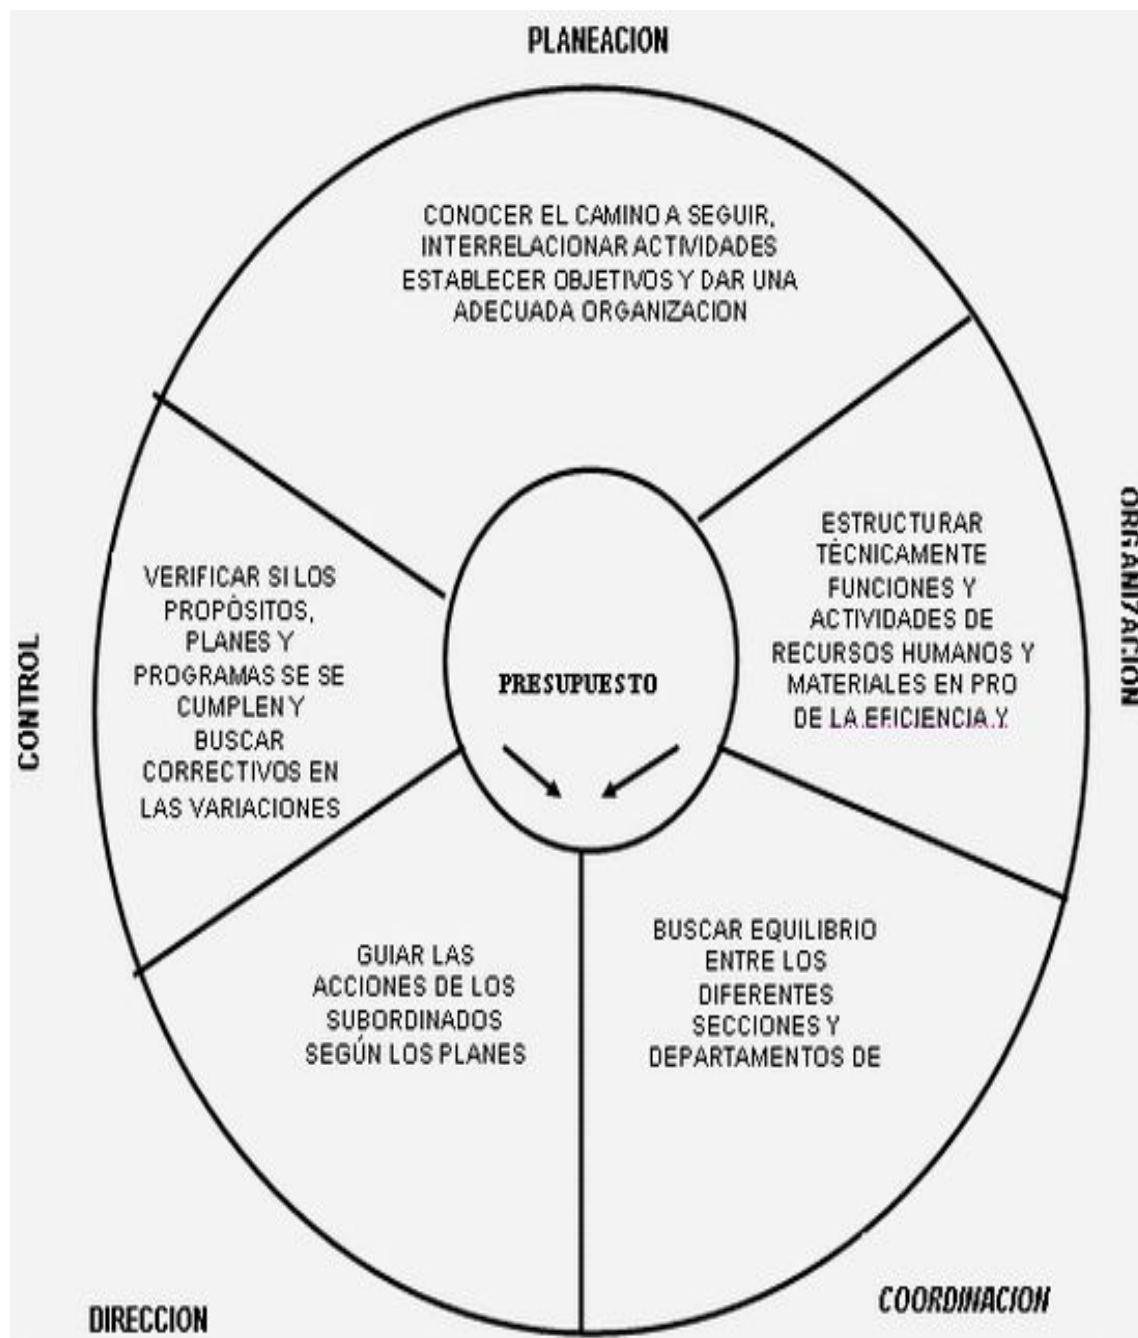 PLANEACION
CONOCER EL CAMINO A SEGUIR,
INTERRELACIONAR ACTIVIDADES
ESTABLECER OBJETIVOS Y DAR UNA
ADECUADA ORGANIZACION
ORGANIZACIÓN
ESTRUCTURAR
TÉCNICAMENTE
FUNCIONES Y
ACTIVIDADES DE
RECURSOS HUMANOS Y
MATERIALES EN PRO
DE LA EFICIENCIA Y
CONTROL
VERIFICAR SI LOS
PROPÓSITOS,
PLANES Y
PROGRAMAS SE SE
CUMPLEN Y
BUSCAR
CORRECTIVOS EN
LAS VARIACIONES
PRESUPUESTO
GUIAR LAS
ACCIONES DE LOS
SUBORDINADOS
SEGÚN LOS PLANES
DIRECCION
BUSCAR EQUILIBRIO
ENTRE LOS
DIFERENTES
SECCIONES Y
DEPARTAMENTOS DE
COORDINACION